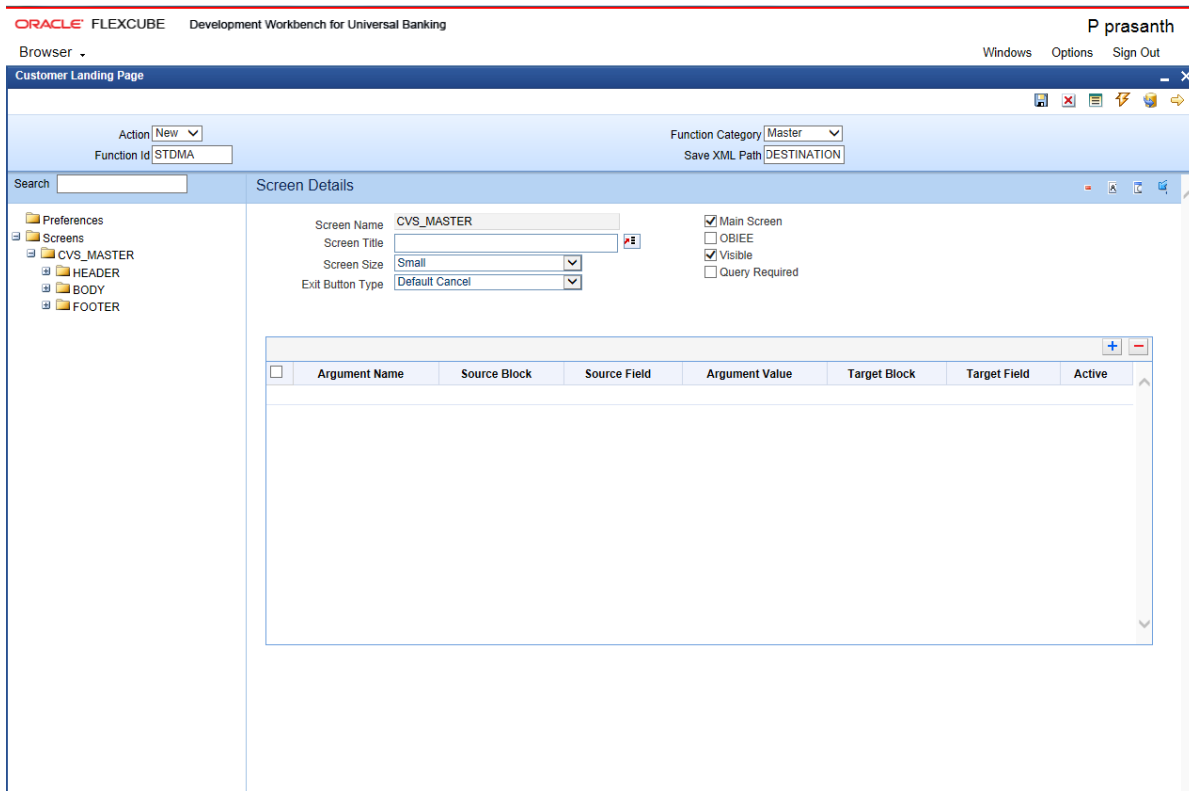 ORACLE FLEXCUBE Development Workbench for Universal Banking
P prasanth
Browser
Windows Options Sign Out
Customer Landing Page
Action New
Function Category Master
Function Id STDMA
Save XML Path DESTINATION
Search
Screen Details
Preferences
Screens
CVS_MASTER
HEADER
BODY
FOOTER
Screen Name CVS_MASTER
Screen Title
Screen Size Small
Exit Button Type Default Cancel
Main Screen
OBIEE
Visible
Query Required
Argument Name Source Block Source Field Argument Value Target Block Target Field Active